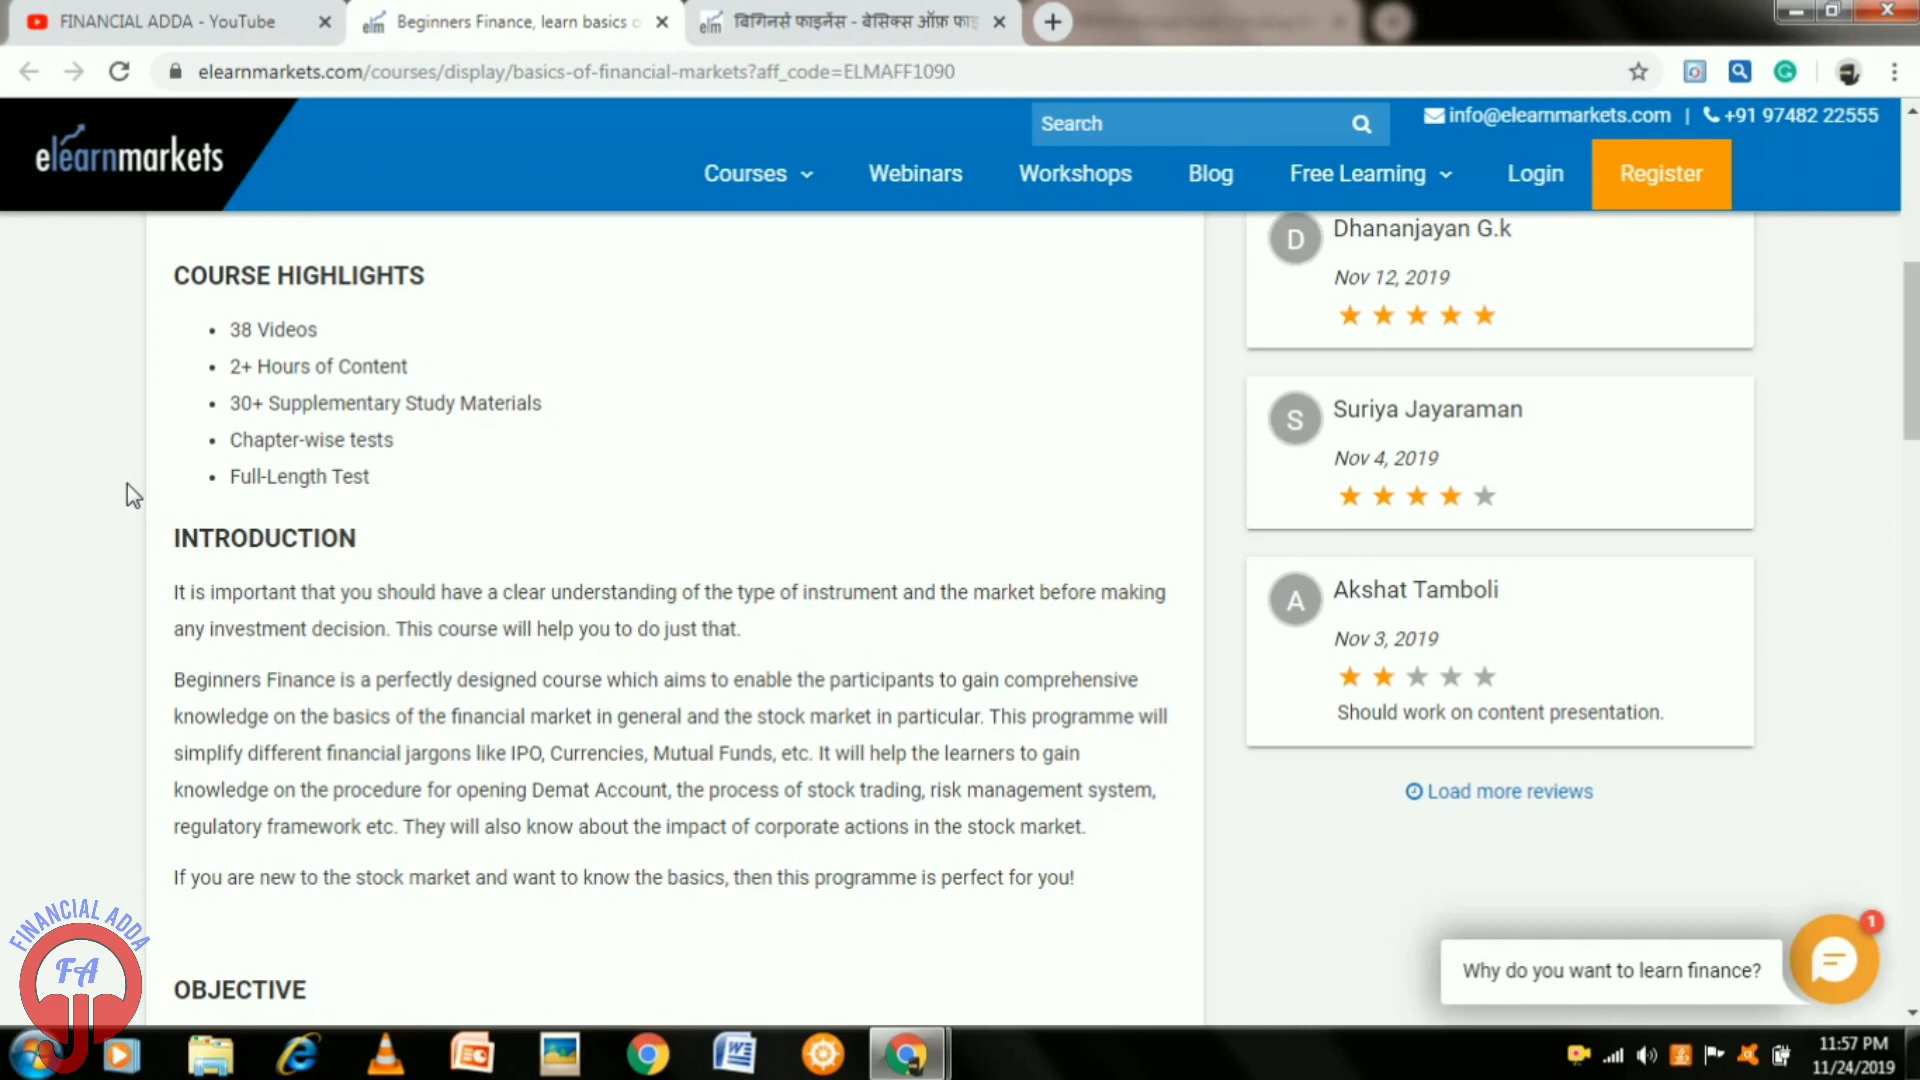 FINANCIAL ADDA - YouTube
Beginners Finance, learn basics o
elm
बिगिनर्स फाइनेंस - बेसिक्स ऑफ़ फाइ
elearnmarkets.com/courses/display/basics-of-financial-markets?aff_code=ELMAFF1090
elearnmarkets
Search
info@elearnmarkets.com | +91 97482 22555
Courses
Webinars
Workshops
Blog
Free Learning
Login
Register
COURSE HIGHLIGHTS
• 38 Videos
• 2+ Hours of Content
• 30+ Supplementary Study Materials
• Chapter-wise tests
• Full-Length Test
INTRODUCTION
It is important that you should have a clear understanding of the type of instrument and the market before making
any investment decision. This course will help you to do just that.
Beginners Finance is a perfectly designed course which aims to enable the participants to gain comprehensive
knowledge on the basics of the financial market in general and the stock market in particular. This programme will
simplify different financial jargons like IPO, Currencies, Mutual Funds, etc. It will help the learners to gain
knowledge on the procedure for opening Demat Account, the process of stock trading, risk management system,
regulatory framework etc. They will also know about the impact of corporate actions in the stock market.
If you are new to the stock market and want to know the basics, then this programme is perfect for you!
OBJECTIVE
D
Dhananjayan G.k
Nov 12, 2019
S
Suriya Jayaraman
Nov 4, 2019
A
Akshat Tamboli
Nov 3, 2019
Should work on content presentation.
Load more reviews
Why do you want to learn finance?
1
FINANCIAL ADDA
FA
11:57 PM
11/24/2019